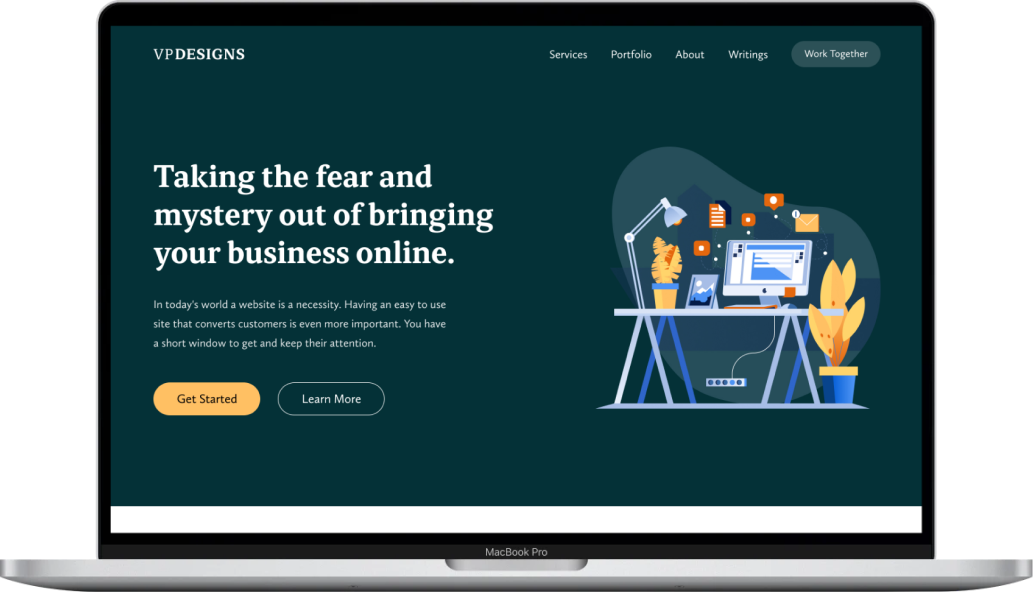 VPDESIGNS
Services Portfolio About Writings Work Together
Taking the fear and
mystery out of bringing
your business online.
In today's world a website is a necessity. Having an easy to use
site that converts customers is even more important. You have
a short window to get and keep their attention.
Get Started Learn More
MacBook Pro